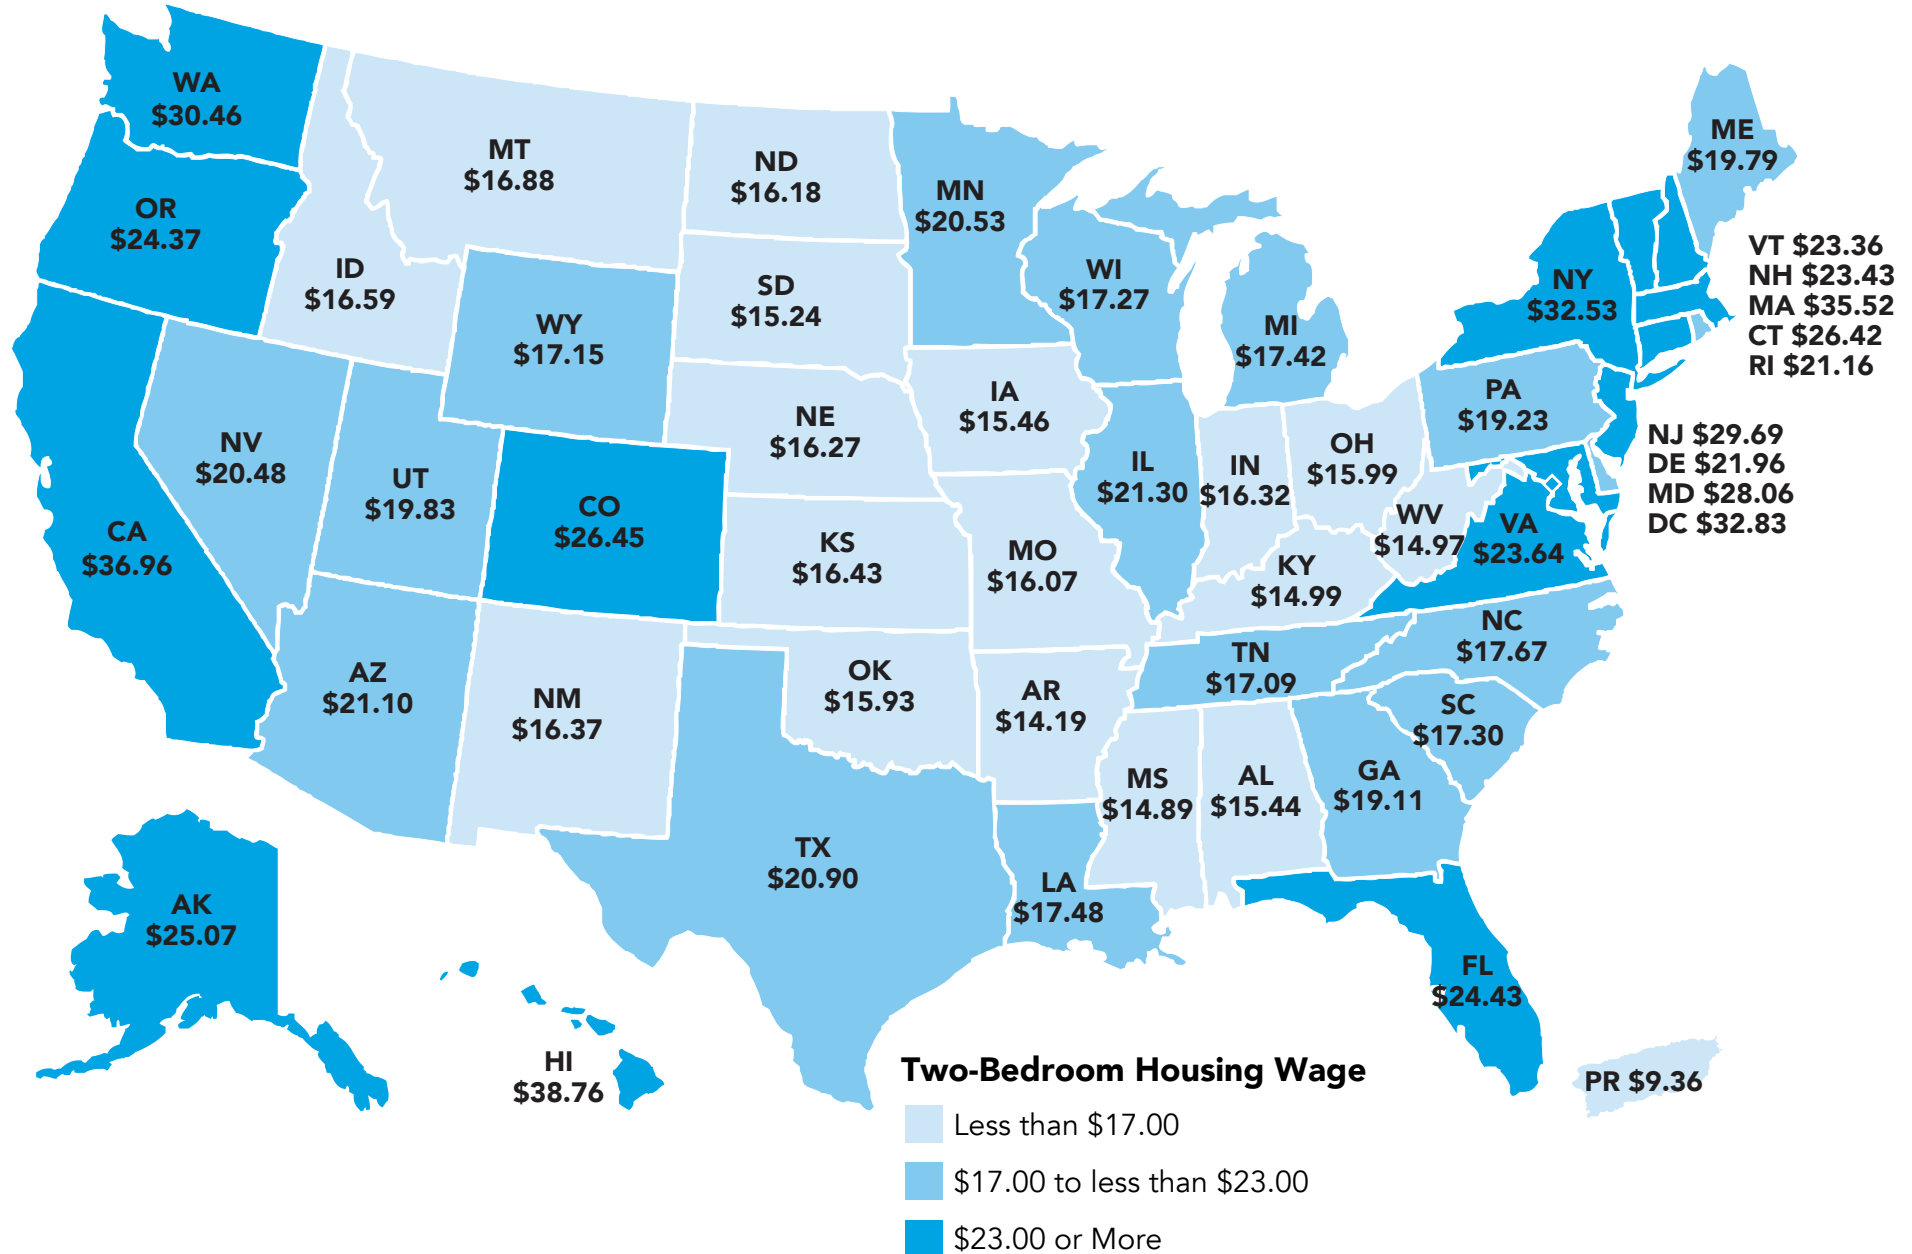 WA
$30.46
OR
$24.37
CA
$36.96
MT
$16.88
ID
$16.59
ND
$16.18
MN
$20.53
SD
$15.24
WY
$17.15
WI
$17.27
MI
$17.42
ME
$19.79
VT $23.36
NH $23.43
MA $35.52
CT $26.42
RI $21.16
NY
$32.53
PA
$19.23
NJ $29.69
DE $21.96
MD $28.06
DC $32.83
NV
$20.48
UT
$19.83
CO
$26.45
NE
$16.27
IA
$15.46
IL
$21.30
IN
$16.32
OH
$15.99
WV
$14.97
VA
$23.64
KS
$16.43
MO
$16.07
KY
$14.99
NC
$17.67
TN
$17.09
SC
$17.30
AZ
$21.10
NM
$16.37
OK
$15.93
AR
$14.19
MS
$14.89
AL
$15.44
GA
$19.11
TX
$20.90
LA
$17.48
FL
$24.43
AK
$25.07
HI
$38.76
PR $9.36
Two-Bedroom Housing Wage
Less than $17.00
$17.00 to less than $23.00
$23.00 or More